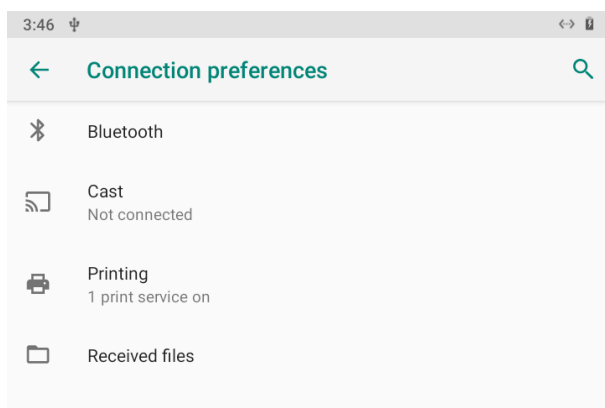 3:46
Connection preferences
Bluetooth
Cast
Not connected
Printing
1 print service on
Received files